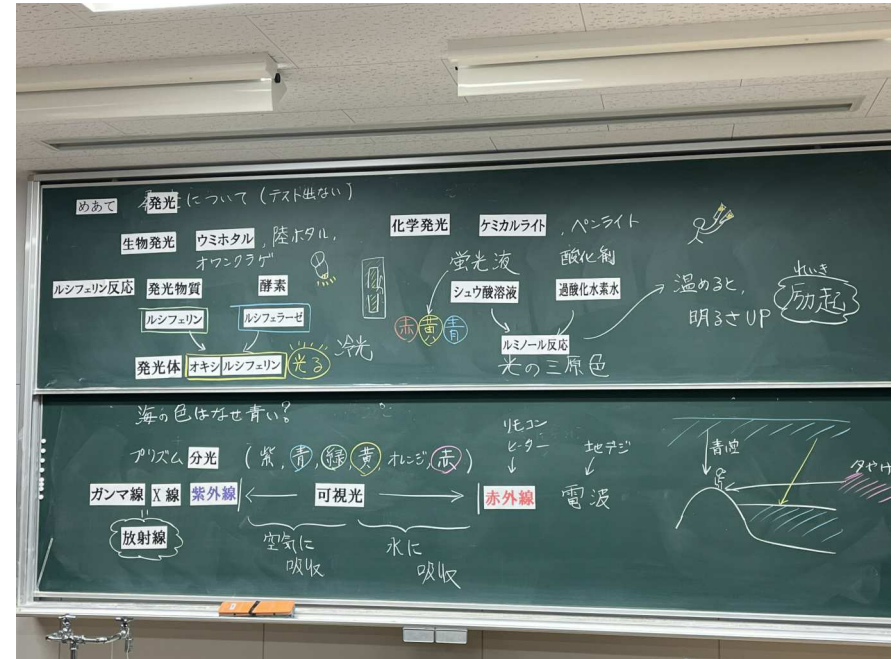 めあて 発光について(テスト出ない)
生物発光 ウミホタル, 陸ホタル,
オワンクラゲ
ルシフェリン反応 発光物質 酵素
ルシフェリン ルシフェラーゼ
発光体 オキシルシフェリン 光る 冷光
化学発光 ケミカルライト, ペンライト
蛍光液 酸化剤
シュウ酸溶液 過酸化水素水
赤 黄 青
ルミノール反応
光の三原色
温めると,
明るさUP
れいき
励起
海の色はなぜ青い?
プリズム 分光 (紫, 青, 緑, 黄 オレンジ, 赤)
リモコン
ヒーター 地デジ
ガンマ線 X線 紫外線 可視光 赤外線 電波
放射線
空気に
吸収
水に
吸収
青空
夕やけ